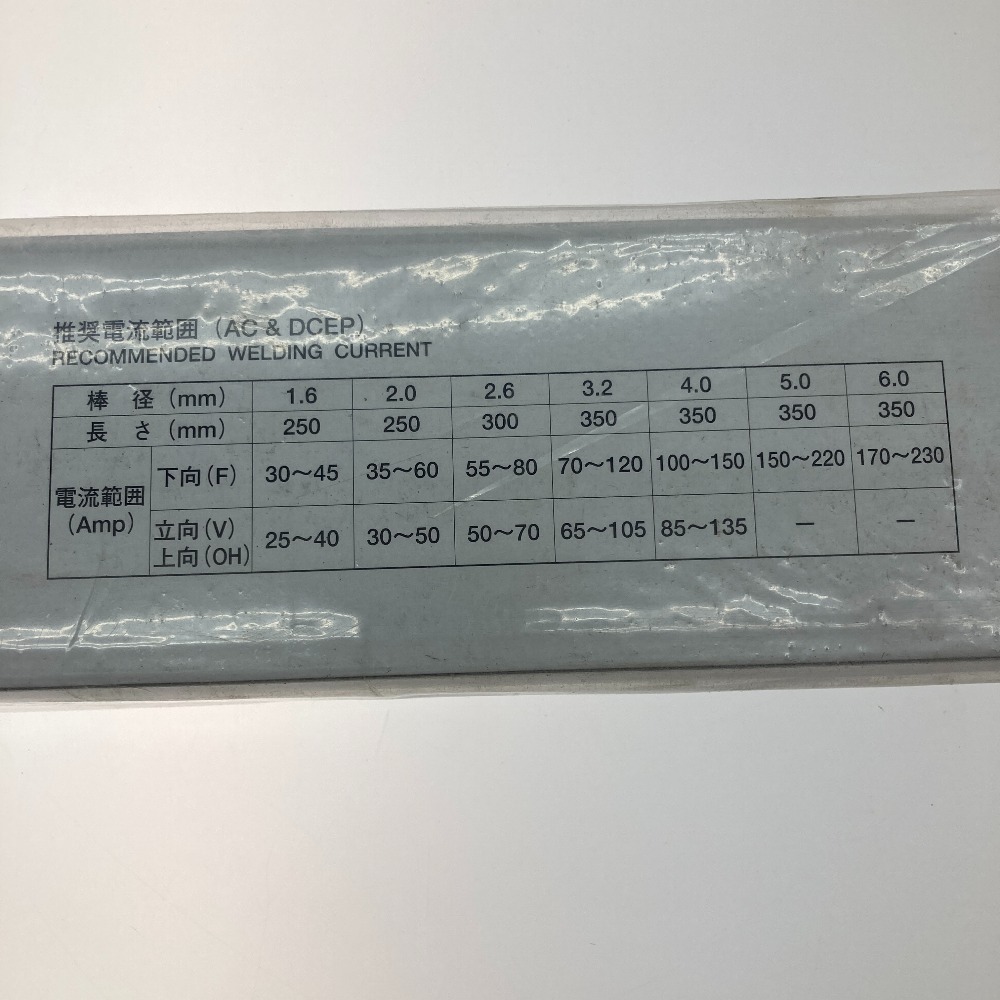 推奨電流範囲（AC & DCEP）
RECOMMENDED WELDING CURRENT
棒 径（mm） 1.6 2.0 2.6 3.2 4.0 5.0 6.0
長 さ（mm） 250 250 300 350 350 350 350
電流範囲（Amp） 下向（F） 30～45 35～60 55～80 70～120 100～150 150～220 170～230
立向（V）上向（OH） 25～40 30～50 50～70 65～105 85～135 － －